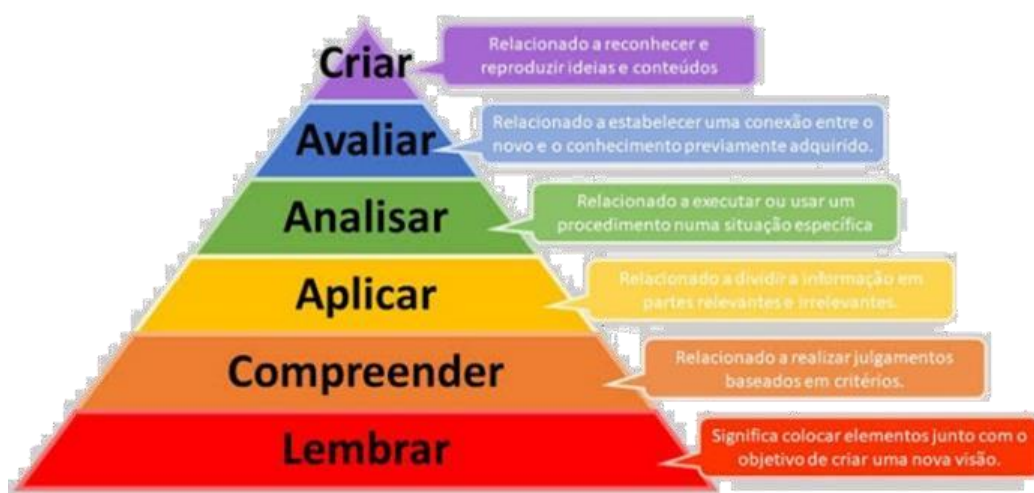 Criar
Relacionado a reconhecer e
reproduzir ideias e conteúdos
Avaliar
Relacionado a estabelecer uma conexão entre o
novo e o conhecimento previamente adquirido.
Analisar
Relacionado a executar ou usar um
procedimento numa situação específica
Aplicar
Relacionado a dividir a informação em
partes relevantes e irrelevantes.
Compreender
Relacionado a realizar julgamentos
baseados em critérios.
Lembrar
Significa colocar elementos junto com o
objetivo de criar uma nova visão.